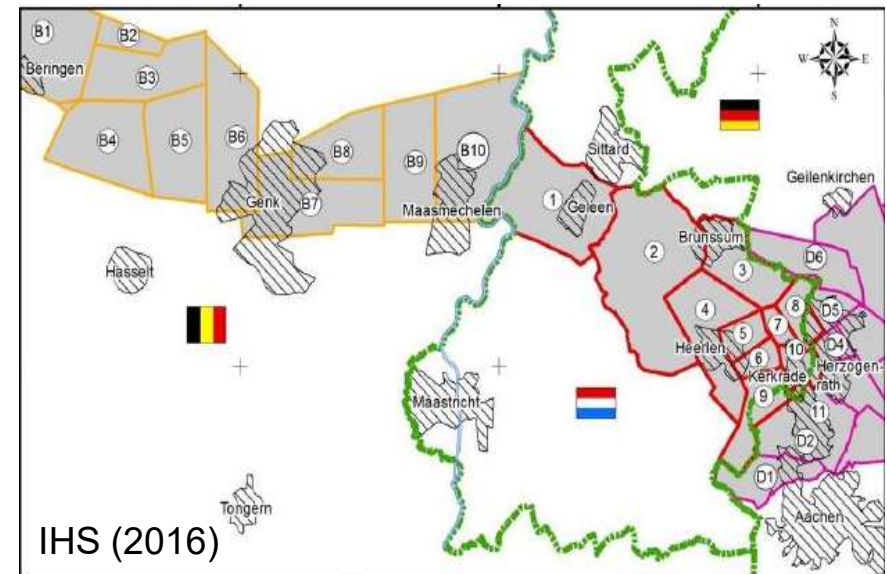 B1
B2
N
Beringen
B3
W
E
S
B4
B5
B6
B8
B9
B10
Sittard
Genk
B7
Maasmechelen
1
Geleen
Geilenkirchen
Brunssum
2
3
D6
Hasselt
4
8
D5
5
7
Heerlen
6
10
D4
Kerkrade
Herzogen-
rath
9
Maastricht
11
D2
D1
Tongern
Aachen
IHS (2016)